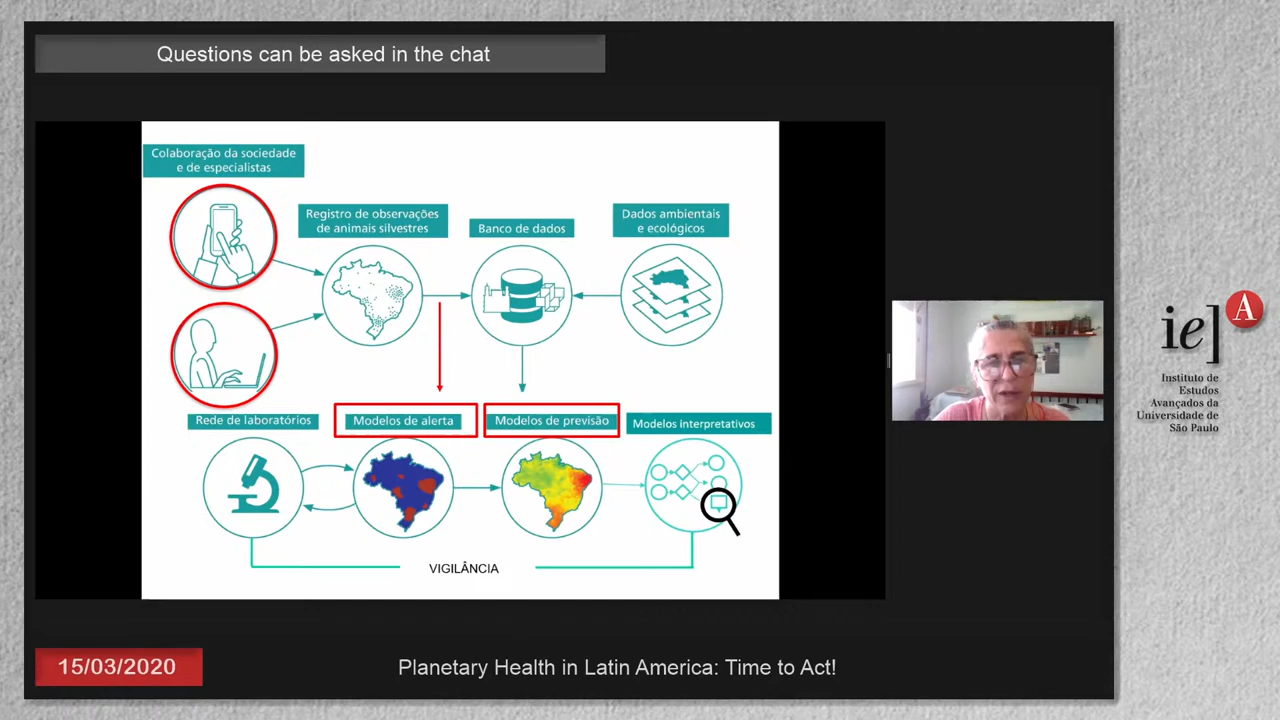 Questions can be asked in the chat
Colaboração da sociedade
e de especialistas
Registro de observações
de animais silvestres
Banco de dados
Dados ambientais
e ecológicos
Rede de laboratórios
Modelos de alerta
Modelos de previsão
Modelos interpretativos
VIGILÂNCIA
ie]
A
Instituto de
Estudos
Avançados da
Universidade de
São Paulo
15/03/2020
Planetary Health in Latin America: Time to Act!